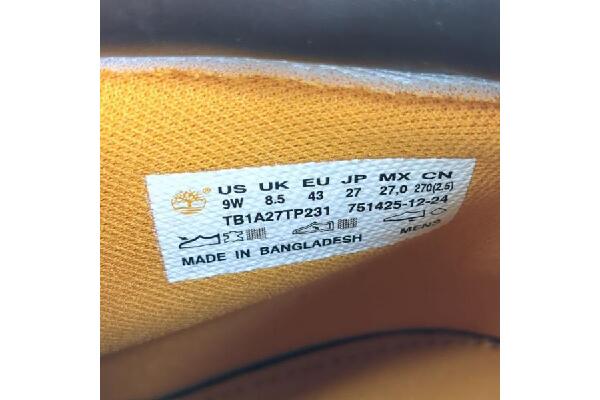 US UK EU JP MX CN
9W 8.5 43 27 27,0 270(2.5)
TB1A27TP231 751425-12-24
MADE IN BANGLADESH MENS